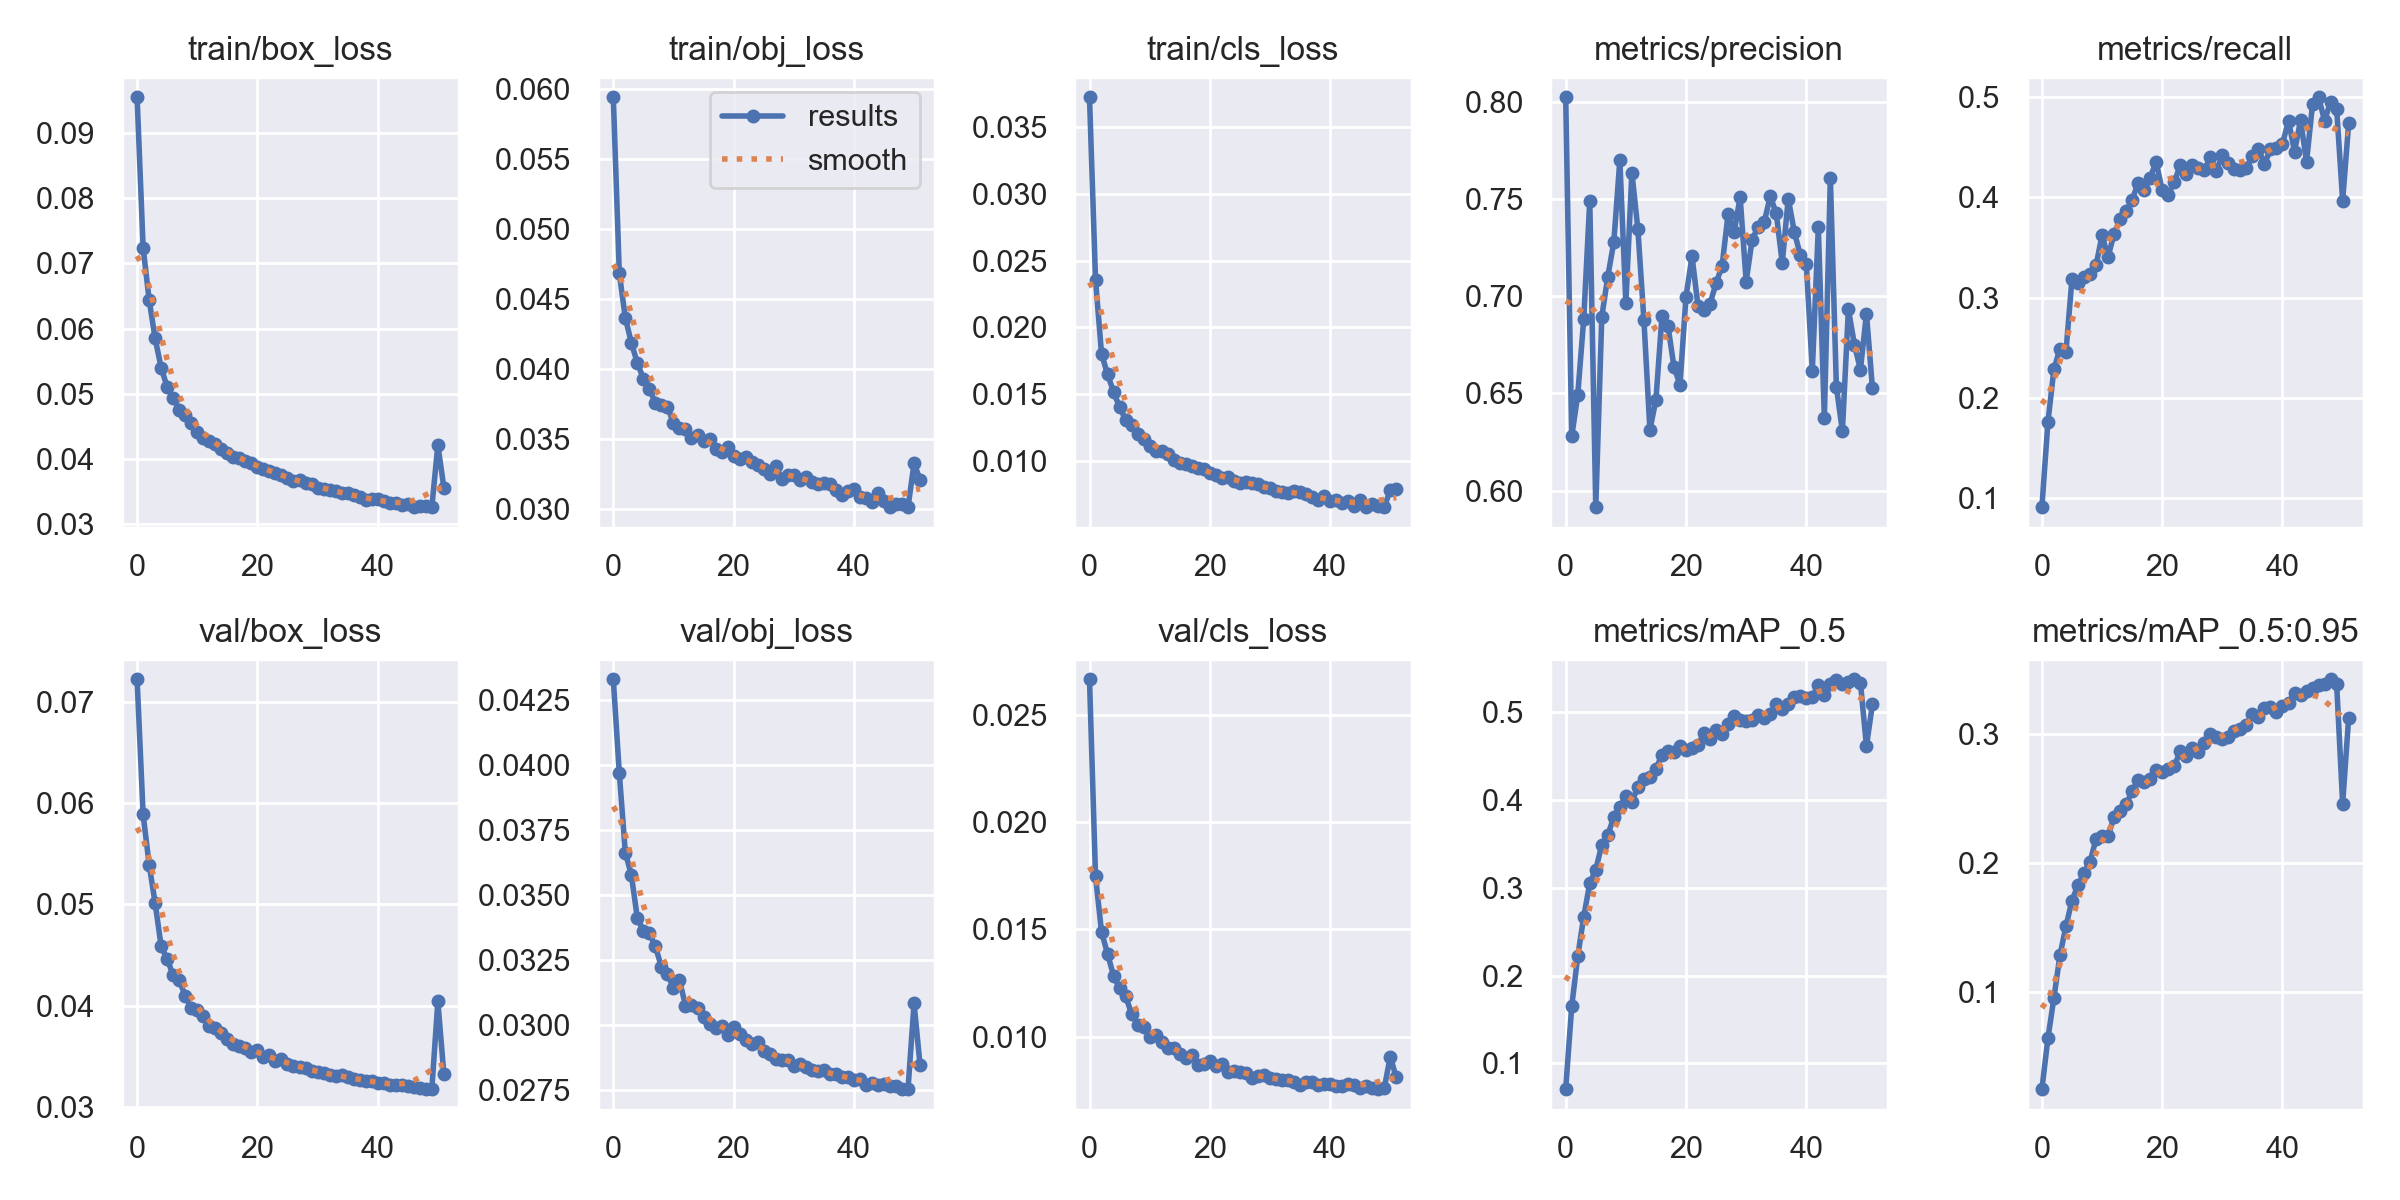 train/box_loss
0.09
0.08
0.07
0.06
0.05
0.04
0.03
0 20 40
train/obj_loss
results
smooth
0.060
0.055
0.050
0.045
0.040
0.035
0.030
0 20 40
train/cls_loss
0.035
0.030
0.025
0.020
0.015
0.010
0 20 40
metrics/precision
0.80
0.75
0.70
0.65
0.60
0 20 40
metrics/recall
0.5
0.4
0.3
0.2
0.1
0 20 40
val/box_loss
0.07
0.06
0.05
0.04
0.03
0 20 40
val/obj_loss
0.0425
0.0400
0.0375
0.0350
0.0325
0.0300
0.0275
0 20 40
val/cls_loss
0.025
0.020
0.015
0.010
0 20 40
metrics/mAP_0.5
0.5
0.4
0.3
0.2
0.1
0 20 40
metrics/mAP_0.5:0.95
0.3
0.2
0.1
0 20 40